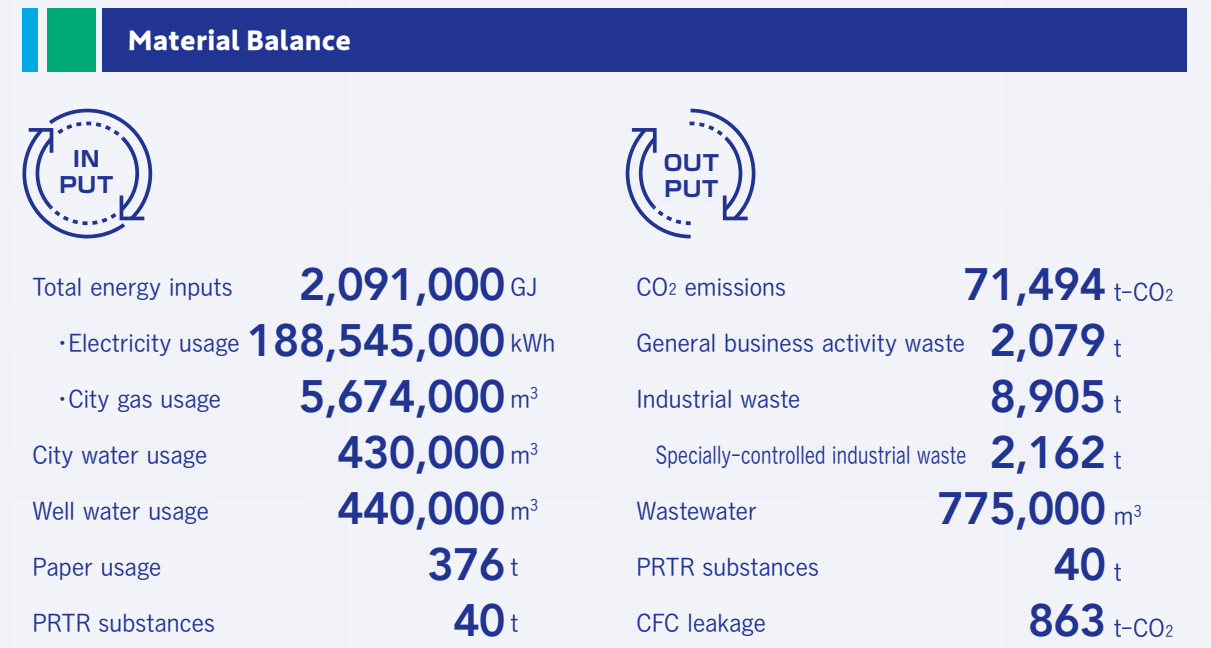 Material Balance
IN
PUT
Total energy inputs 2,091,000 GJ
・Electricity usage 188,545,000 kWh
・City gas usage 5,674,000 m³
City water usage 430,000 m³
Well water usage 440,000 m³
Paper usage 376 t
PRTR substances 40 t
OUT
PUT
CO₂ emissions 71,494 t-CO₂
General business activity waste 2,079 t
Industrial waste 8,905 t
Specially-controlled industrial waste 2,162 t
Wastewater 775,000 m³
PRTR substances 40 t
CFC leakage 863 t-CO₂